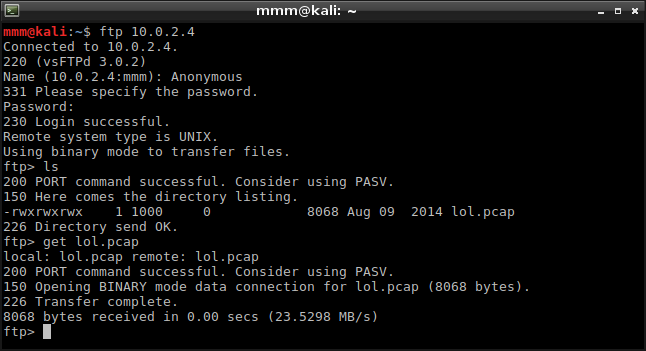 mmm@kali: ~
mmm@kali:~$ ftp 10.0.2.4
Connected to 10.0.2.4.
220 (vsFTPd 3.0.2)
Name (10.0.2.4:mmm): Anonymous
331 Please specify the password.
Password:
230 Login successful.
Remote system type is UNIX.
Using binary mode to transfer files.
ftp> ls
200 PORT command successful. Consider using PASV.
150 Here comes the directory listing.
-rwxrwxrwx    1 1000     0            8068 Aug 09  2014 lol.pcap
226 Directory send OK.
ftp> get lol.pcap
local: lol.pcap remote: lol.pcap
200 PORT command successful. Consider using PASV.
150 Opening BINARY mode data connection for lol.pcap (8068 bytes).
226 Transfer complete.
8068 bytes received in 0.00 secs (23.5298 MB/s)
ftp>